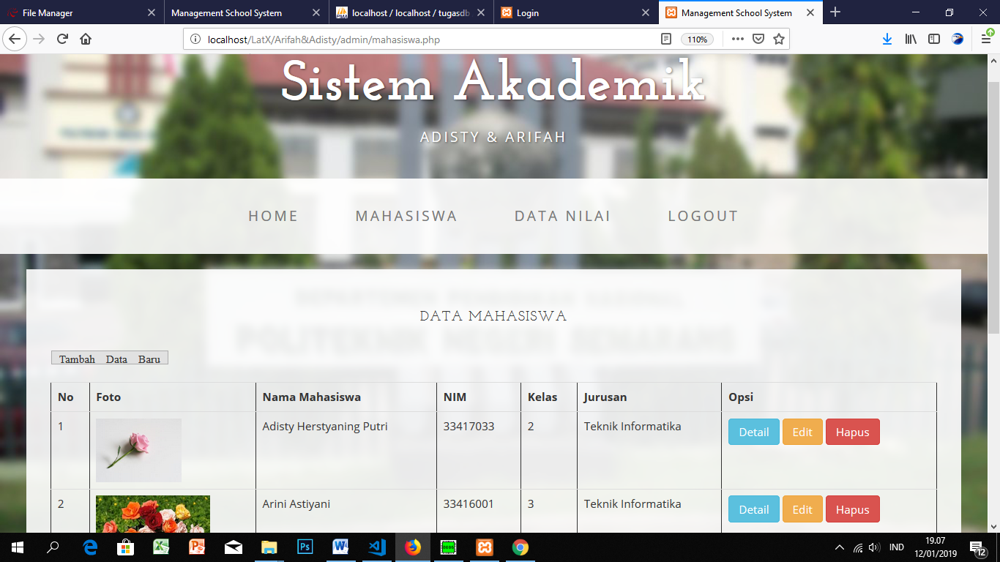 File Manager
Management School System
localhost / localhost / tugasdb
Login
Management School System
localhost/LatX/Arifah&Adisty/admin/mahasiswa.php
110%
Sistem Akademik
ADISTY & ARIFAH
HOME
MAHASISWA
DATA NILAI
LOGOUT
POLITEKNIK NEGERI SEMARANG
DATA MAHASISWA
Tambah Data Baru
No Foto Nama Mahasiswa NIM Kelas Jurusan Opsi
1 Adisty Herstyaning Putri 33417033 2 Teknik Informatika Detail Edit Hapus
2 Arini Astiyani 33416001 3 Teknik Informatika Detail Edit Hapus
IND
19.07
12/01/2019
12